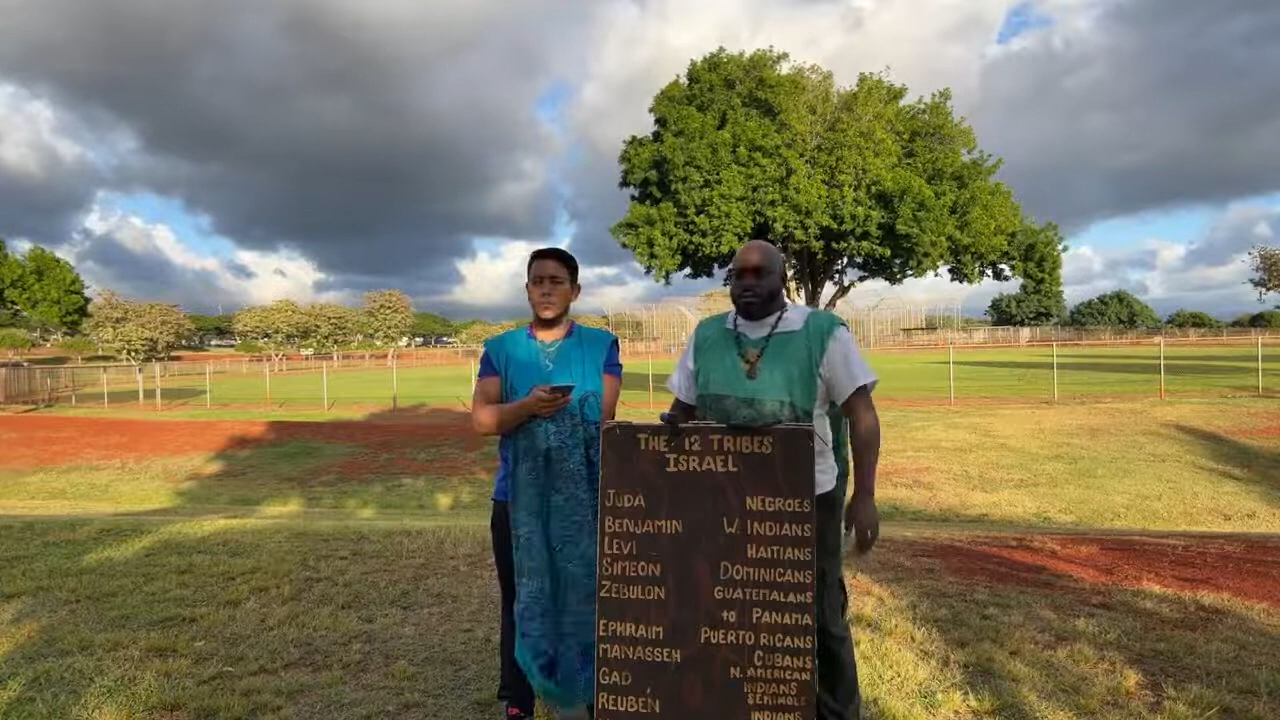 THE 12 TRIBES
ISRAEL
JUDA NEGROES
BENJAMIN W. INDIANS
LEVI HAITIANS
SIMEON DOMINICANS
ZEBULON GUATEMALANS
to PANAMA
EPHRAIM PUERTO RICANS
MANASSEH CUBANS
GAD N. AMERICAN
INDIANS
REUBEN SEMINOLE
INDIANS